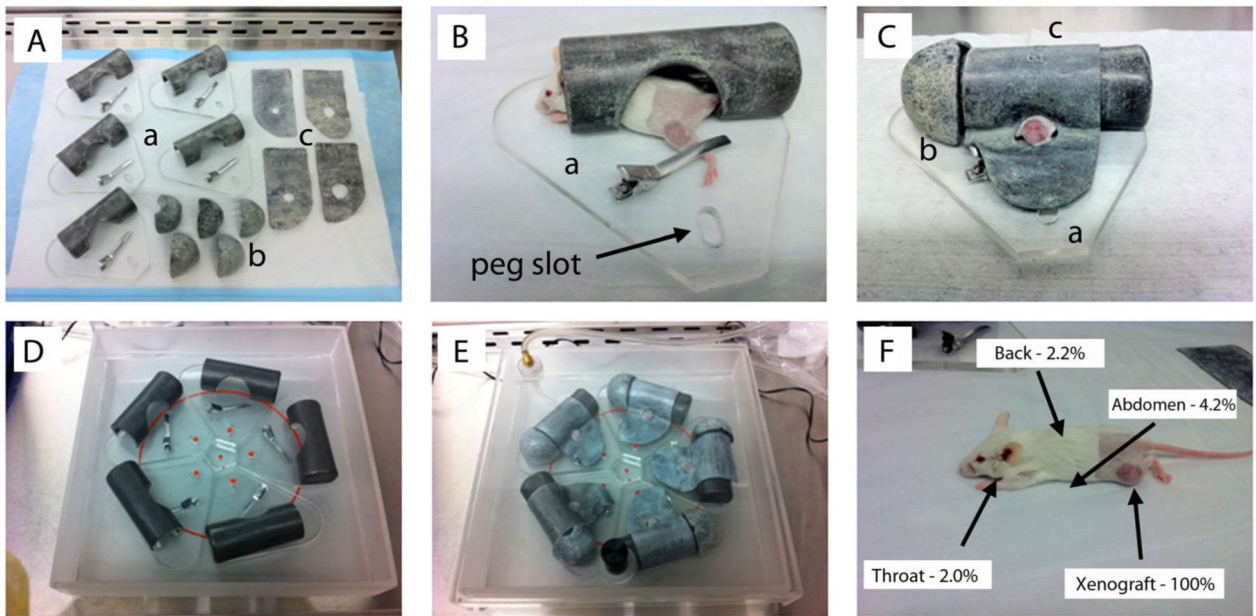 A
a
c
b
B
a
peg slot
C
c
b
a
D
E
F
Back - 2.2%
Abdomen - 4.2%
Throat - 2.0%
Xenograft - 100%